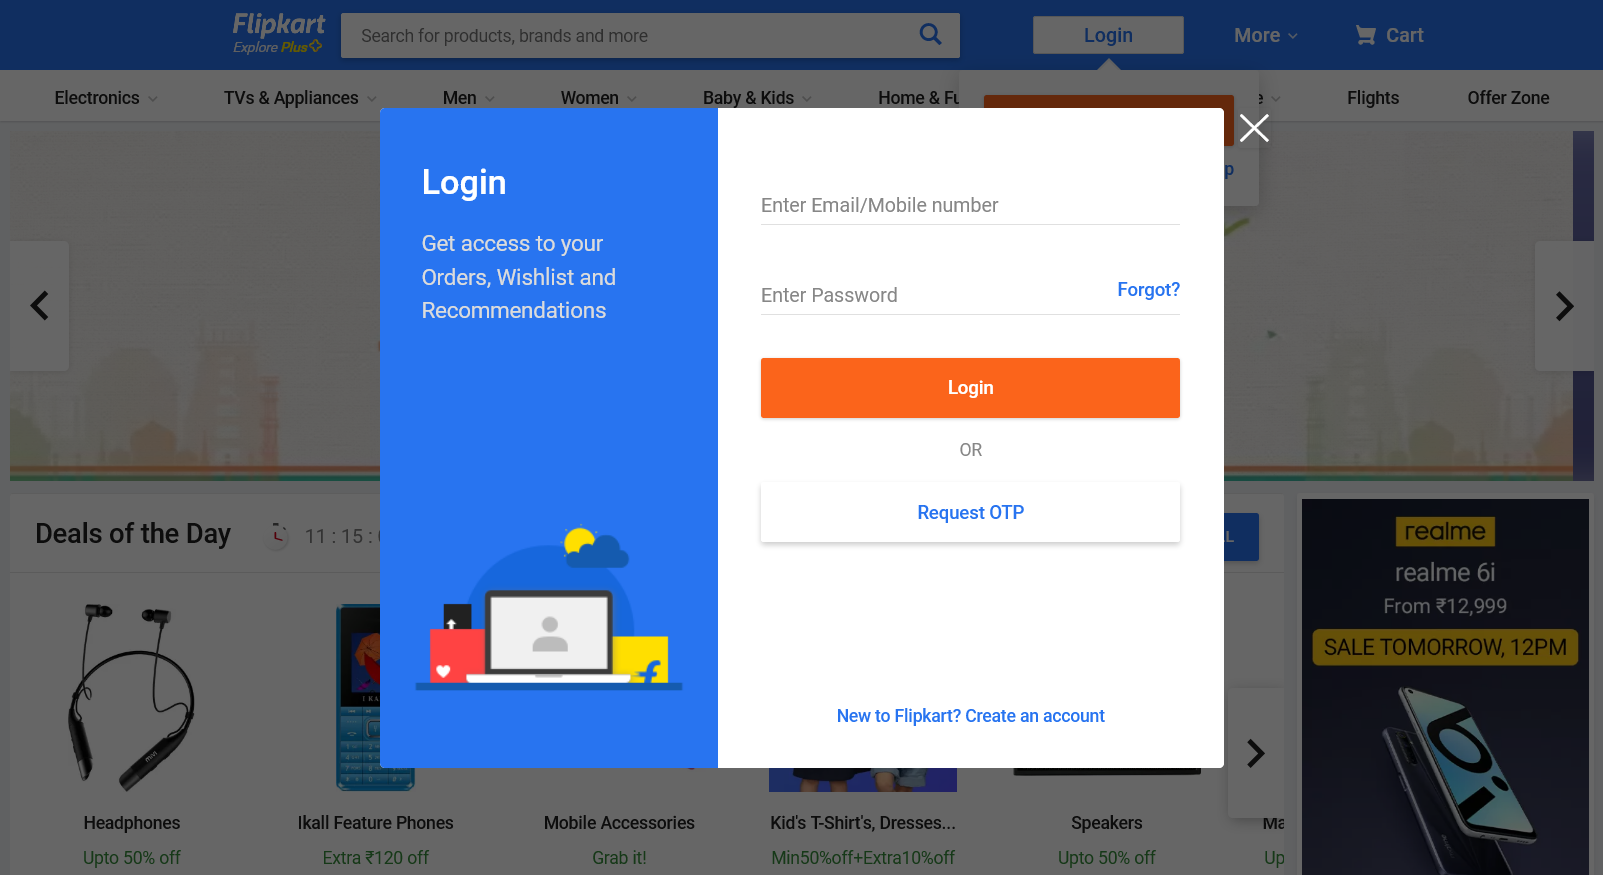 Flipkart
Explore Plus
Search for products, brands and more
Login
More
Cart
Electronics
TVs & Appliances
Men
Women
Baby & Kids
Home & Fu
Flights
Offer Zone
Login
Get access to your
Orders, Wishlist and
Recommendations
Enter Email/Mobile number
Enter Password
Forgot?
Login
OR
Request OTP
New to Flipkart? Create an account
Deals of the Day
11 : 15 :
realme
realme 6i
From ₹12,999
SALE TOMORROW, 12PM
6i
mivi
Headphones
Upto 50% off
Ikall Feature Phones
Extra ₹120 off
Mobile Accessories
Grab it!
Kid's T-Shirt's, Dresses...
Min50%off+Extra10%off
Speakers
Upto 50% off
Ma
Up